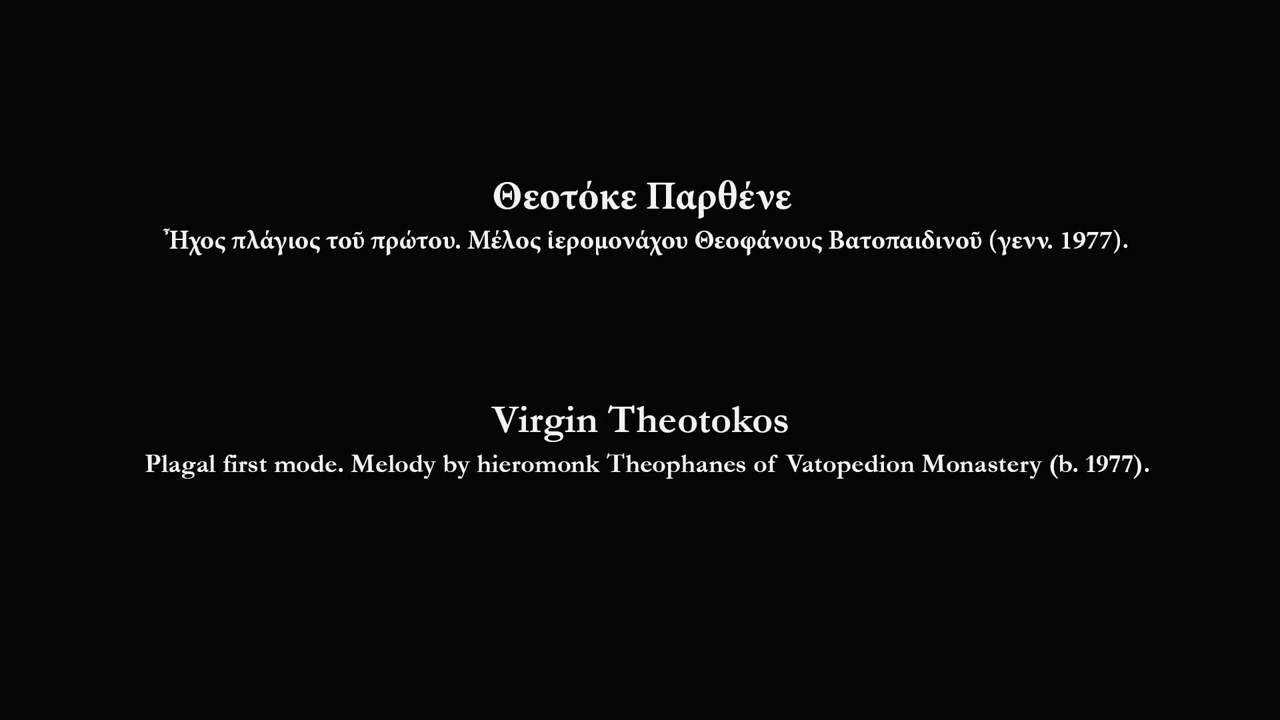 Θεοτόκε Παρθένε
Ἦχος πλάγιος τοῦ πρώτου. Μέλος ἱερομονάχου Θεοφάνους Βατοπαιδινοῦ (γενν. 1977).
Virgin Theotokos
Plagal first mode. Melody by hieromonk Theophanes of Vatopedion Monastery (b. 1977).